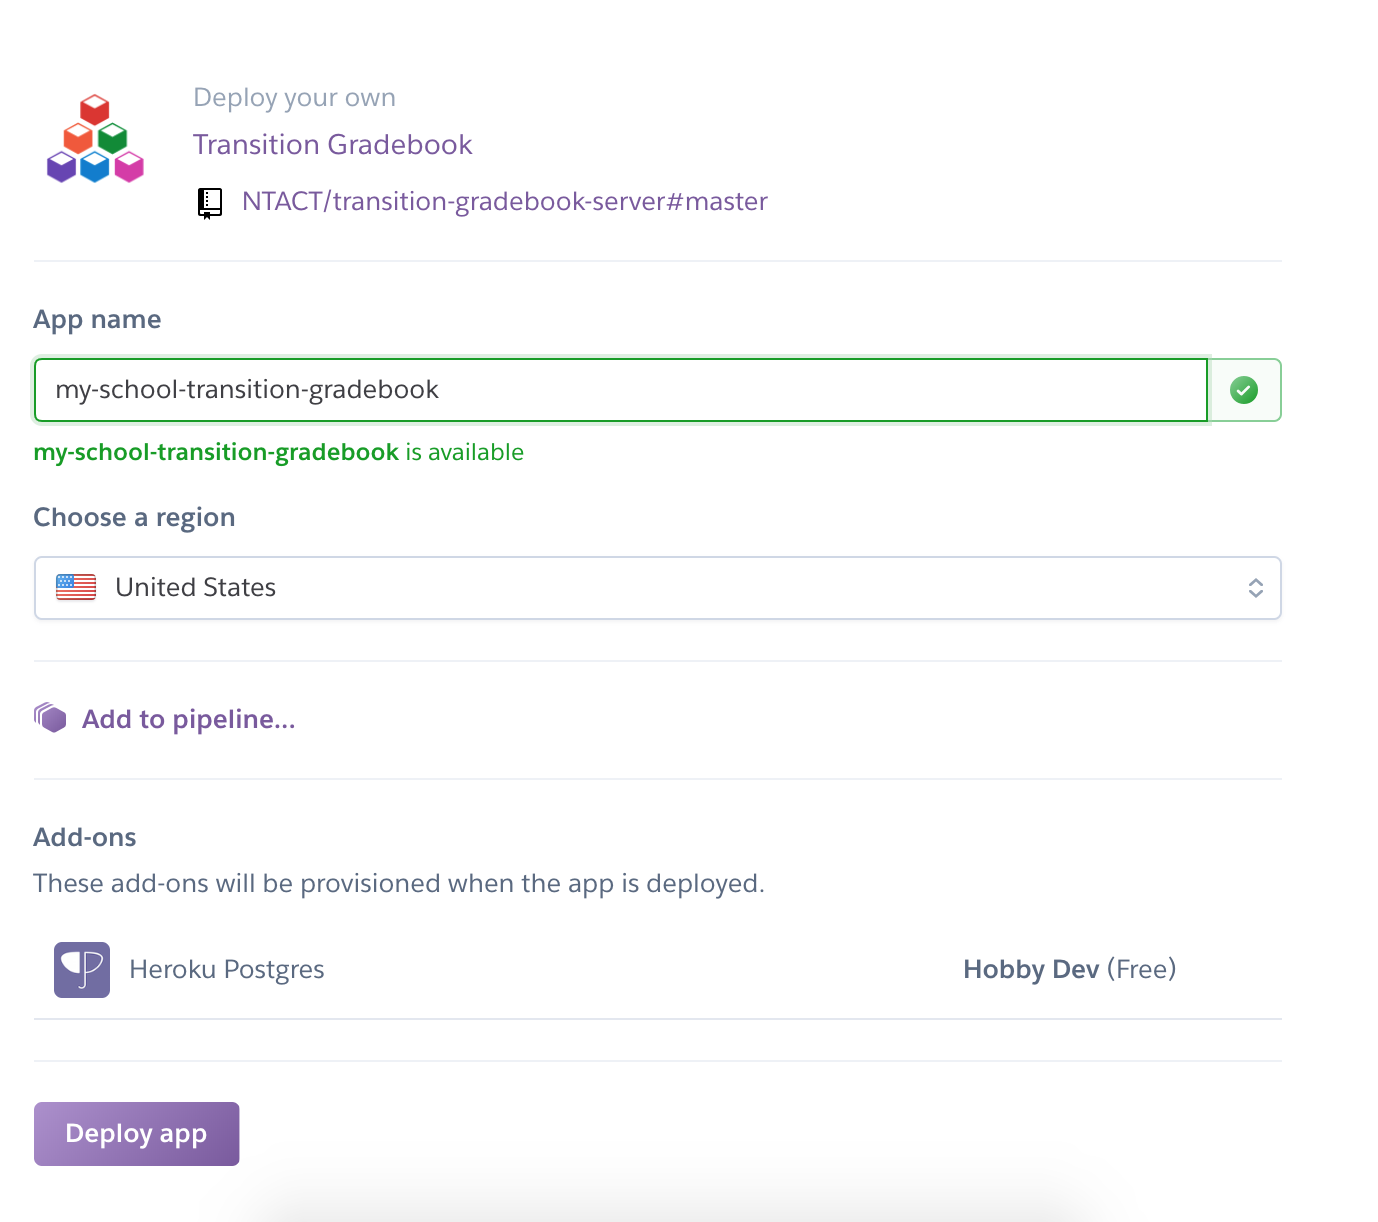 Deploy your own
Transition Gradebook
NTACT/transition-gradebook-server#master
App name
my-school-transition-gradebook
my-school-transition-gradebook is available
Choose a region
United States
Add to pipeline...
Add-ons
These add-ons will be provisioned when the app is deployed.
Heroku Postgres Hobby Dev (Free)
Deploy app